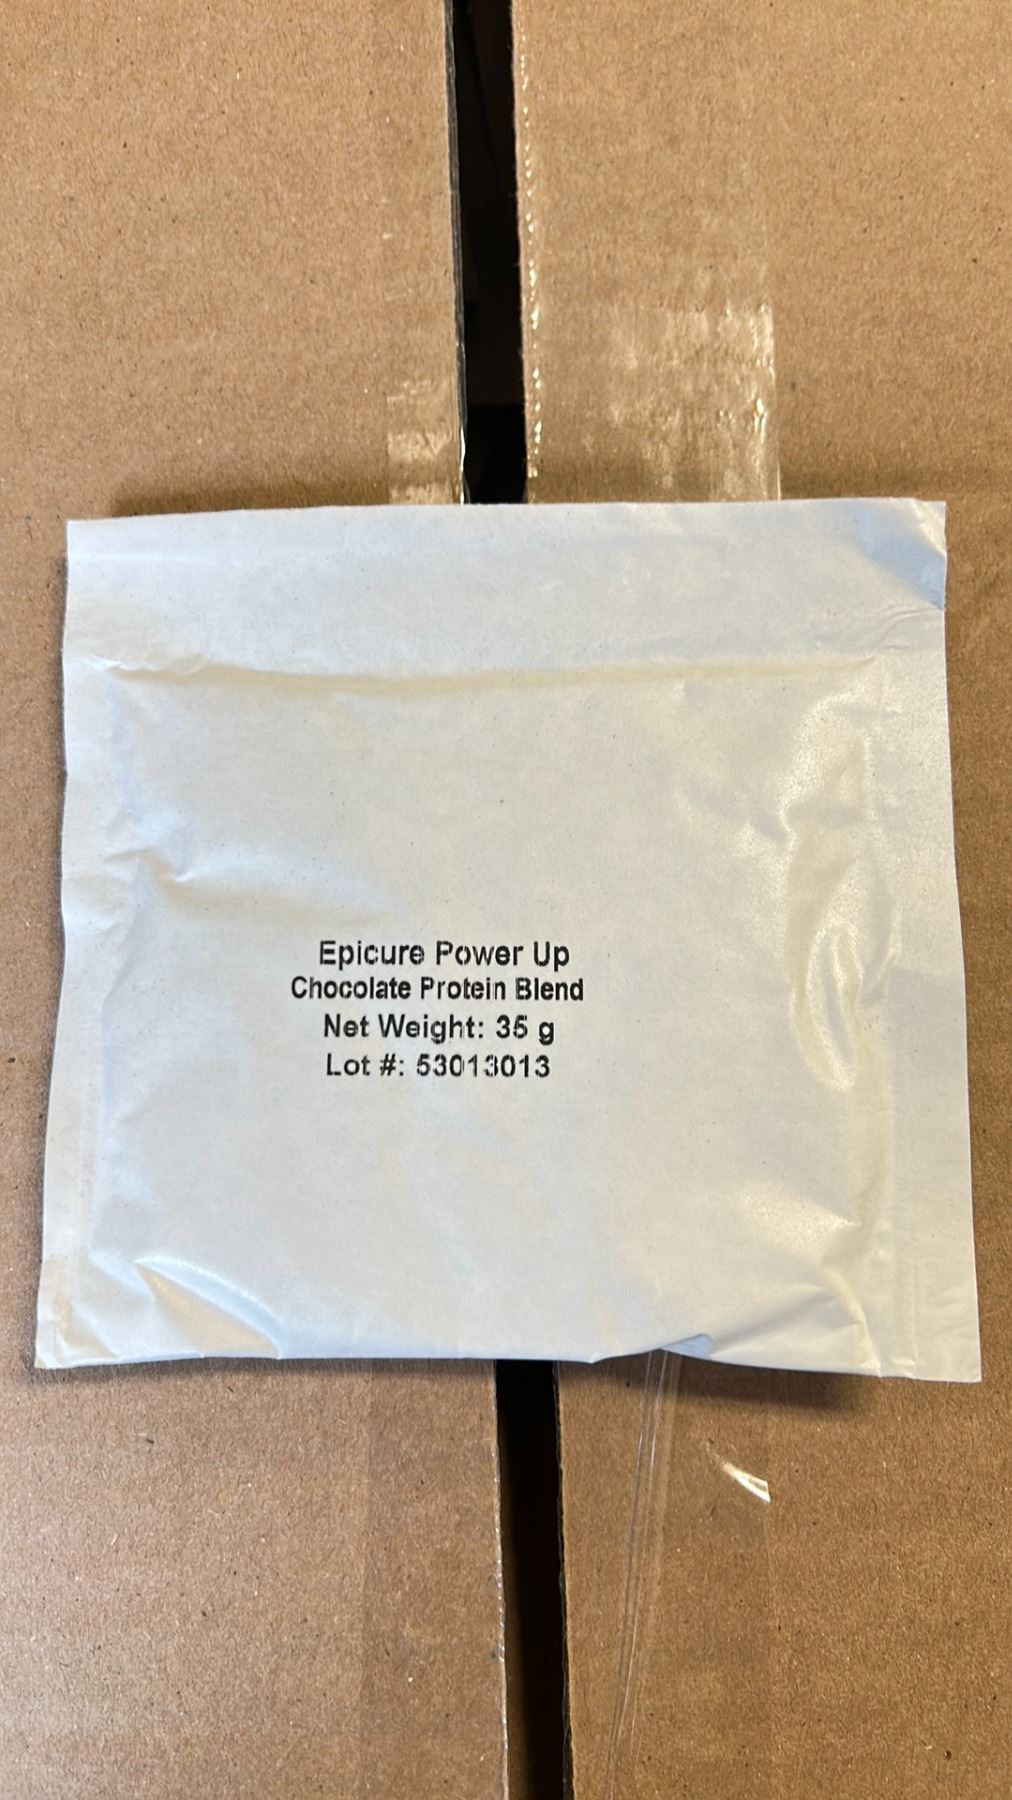 Epicure Power Up
Chocolate Protein Blend
Net Weight: 35 g
Lot #: 53013013